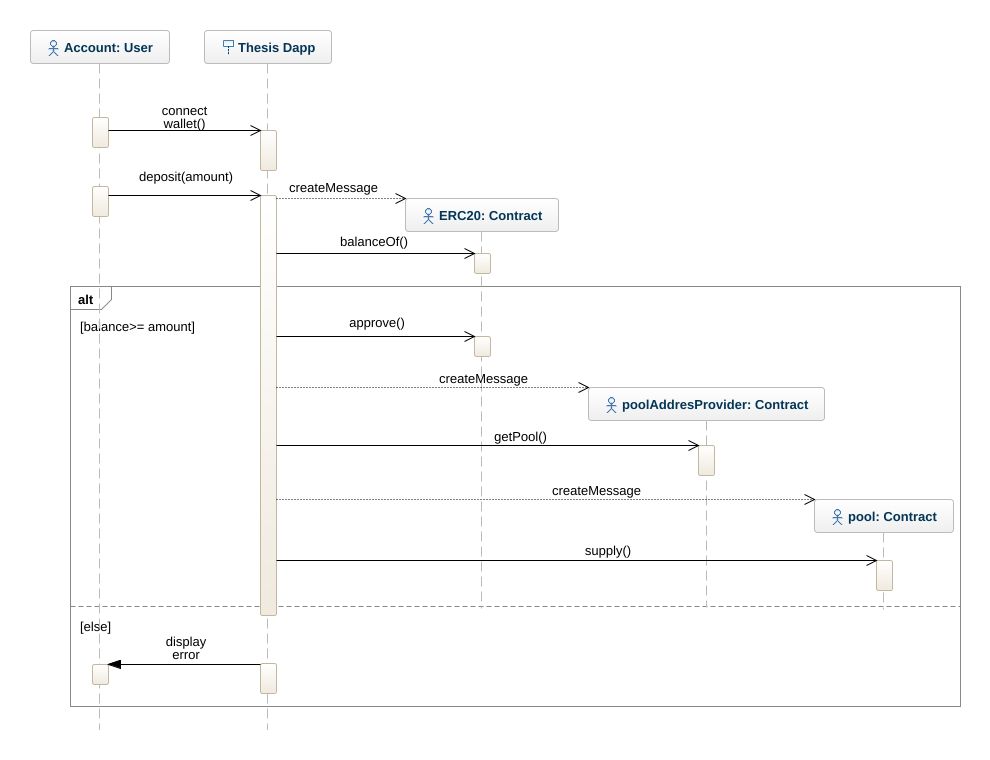 Account: User
Thesis Dapp
connect
wallet()
deposit(amount)
createMessage
ERC20: Contract
balanceOf()
alt
[balance>= amount]
approve()
createMessage
poolAddresProvider: Contract
getPool()
createMessage
pool: Contract
supply()
[else]
display
error